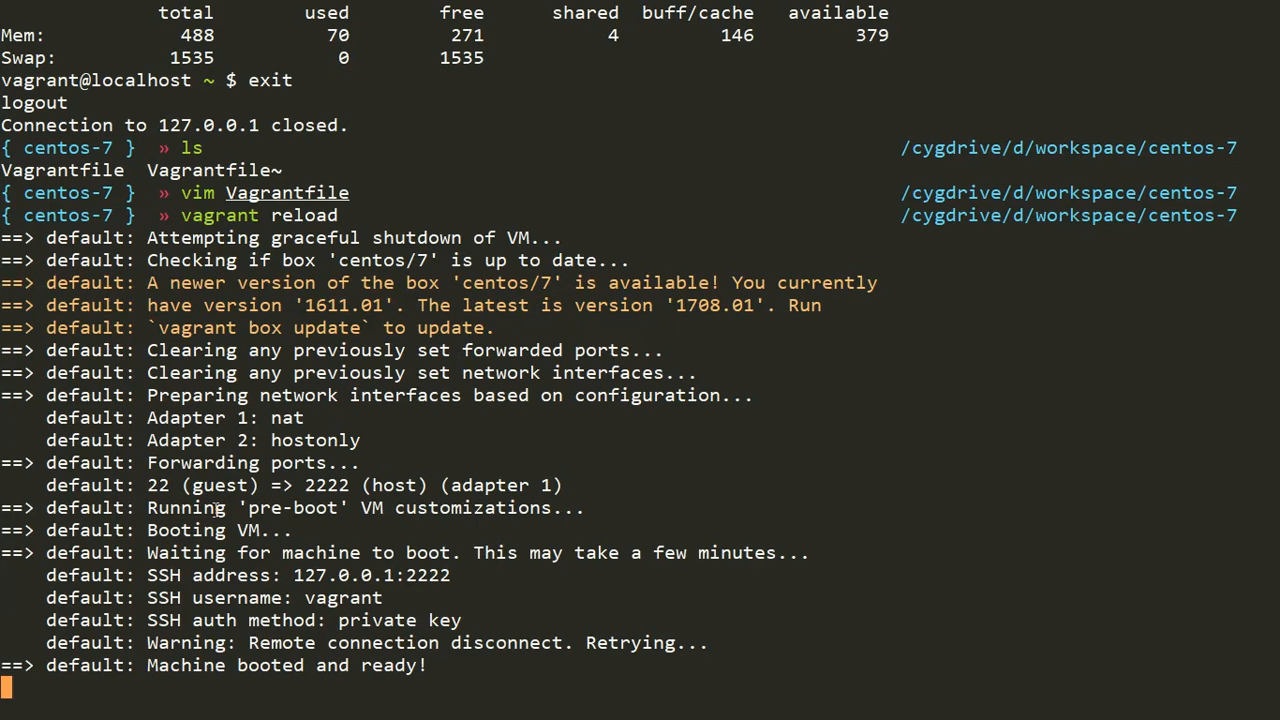 total used free shared buff/cache available
Mem: 488 70 271 4 146 379
Swap: 1535 0 1535
vagrant@localhost ~ $ exit
logout
Connection to 127.0.0.1 closed.
{ centos-7 } » ls /cygdrive/d/workspace/centos-7
Vagrantfile Vagrantfile~
{ centos-7 } » vim Vagrantfile /cygdrive/d/workspace/centos-7
{ centos-7 } » vagrant reload /cygdrive/d/workspace/centos-7
==> default: Attempting graceful shutdown of VM...
==> default: Checking if box 'centos/7' is up to date...
==> default: A newer version of the box 'centos/7' is available! You currently
==> default: have version '1611.01'. The latest is version '1708.01'. Run
==> default: `vagrant box update` to update.
==> default: Clearing any previously set forwarded ports...
==> default: Clearing any previously set network interfaces...
==> default: Preparing network interfaces based on configuration...
default: Adapter 1: nat
default: Adapter 2: hostonly
==> default: Forwarding ports...
default: 22 (guest) => 2222 (host) (adapter 1)
==> default: Running 'pre-boot' VM customizations...
==> default: Booting VM...
==> default: Waiting for machine to boot. This may take a few minutes...
default: SSH address: 127.0.0.1:2222
default: SSH username: vagrant
default: SSH auth method: private key
default: Warning: Remote connection disconnect. Retrying...
==> default: Machine booted and ready!